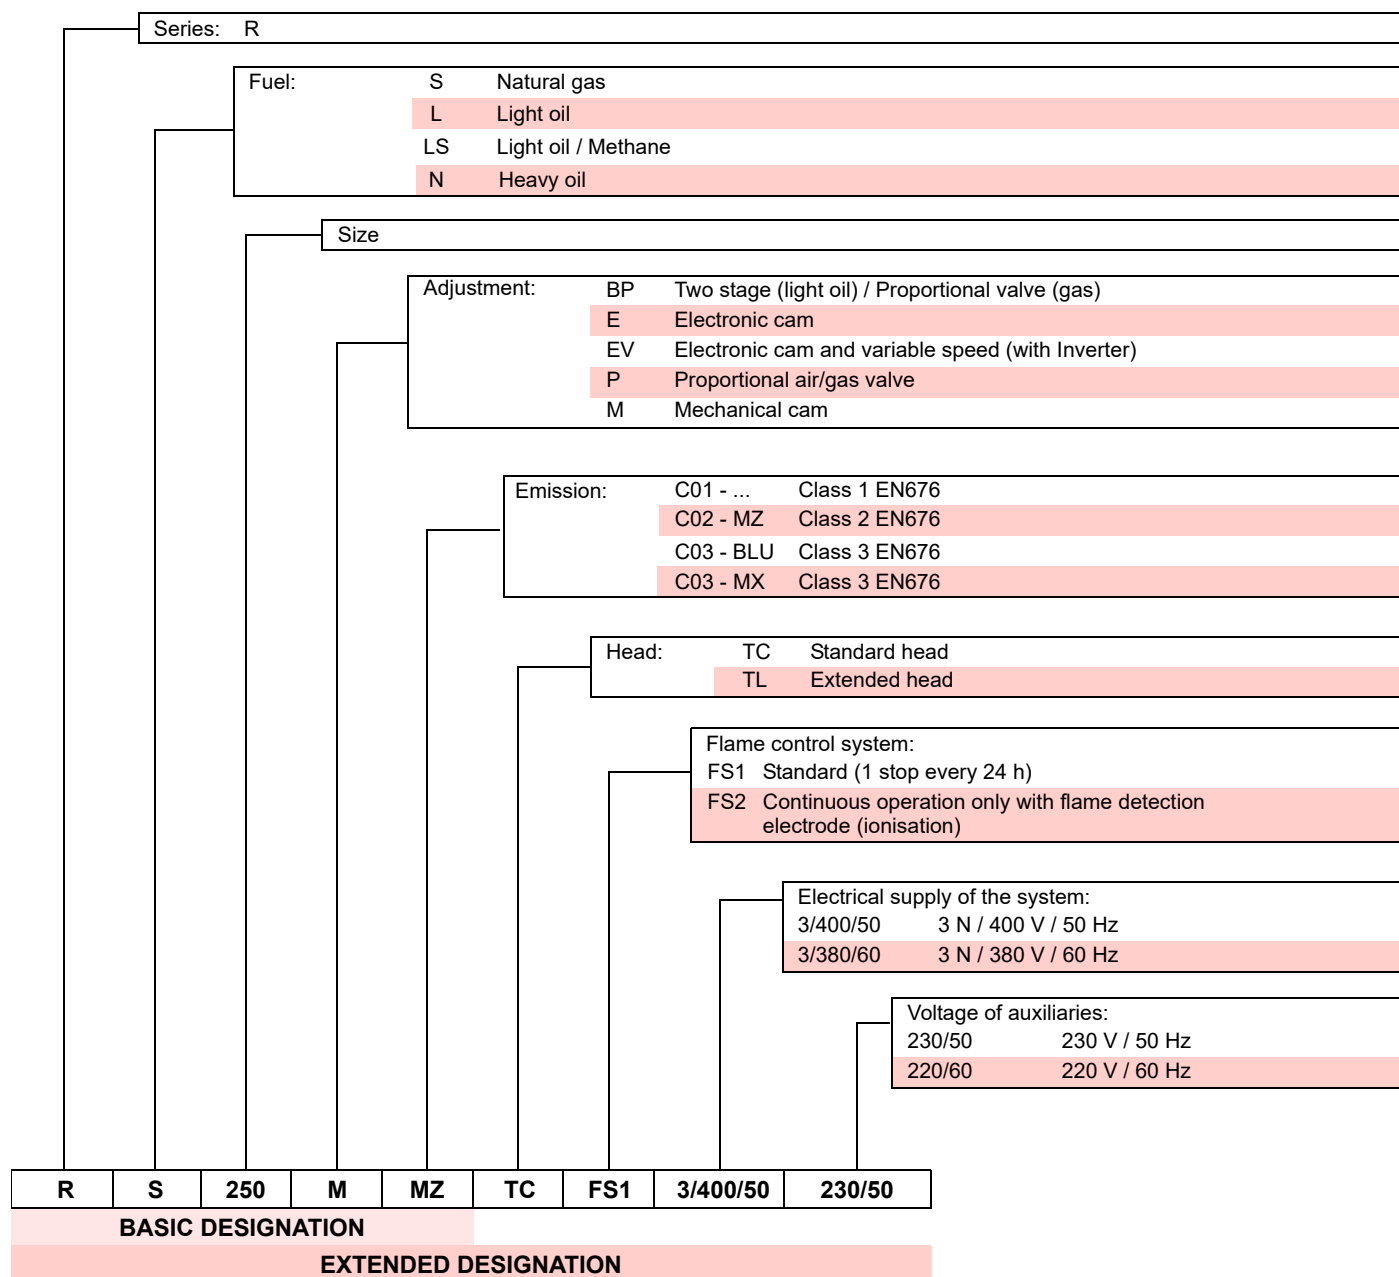 Series: R
Fuel: S Natural gas
L Light oil
LS Light oil / Methane
N Heavy oil
Size
Adjustment: BP Two stage (light oil) / Proportional valve (gas)
E Electronic cam
EV Electronic cam and variable speed (with Inverter)
P Proportional air/gas valve
M Mechanical cam
Emission: C01 - ... Class 1 EN676
C02 - MZ Class 2 EN676
C03 - BLU Class 3 EN676
C03 - MX Class 3 EN676
Head: TC Standard head
TL Extended head
Flame control system:
FS1 Standard (1 stop every 24 h)
FS2 Continuous operation only with flame detection
electrode (ionisation)
Electrical supply of the system:
3/400/50 3 N / 400 V / 50 Hz
3/380/60 3 N / 380 V / 60 Hz
Voltage of auxiliaries:
230/50 230 V / 50 Hz
220/60 220 V / 60 Hz
R S 250 M MZ TC FS1 3/400/50 230/50
BASIC DESIGNATION
EXTENDED DESIGNATION